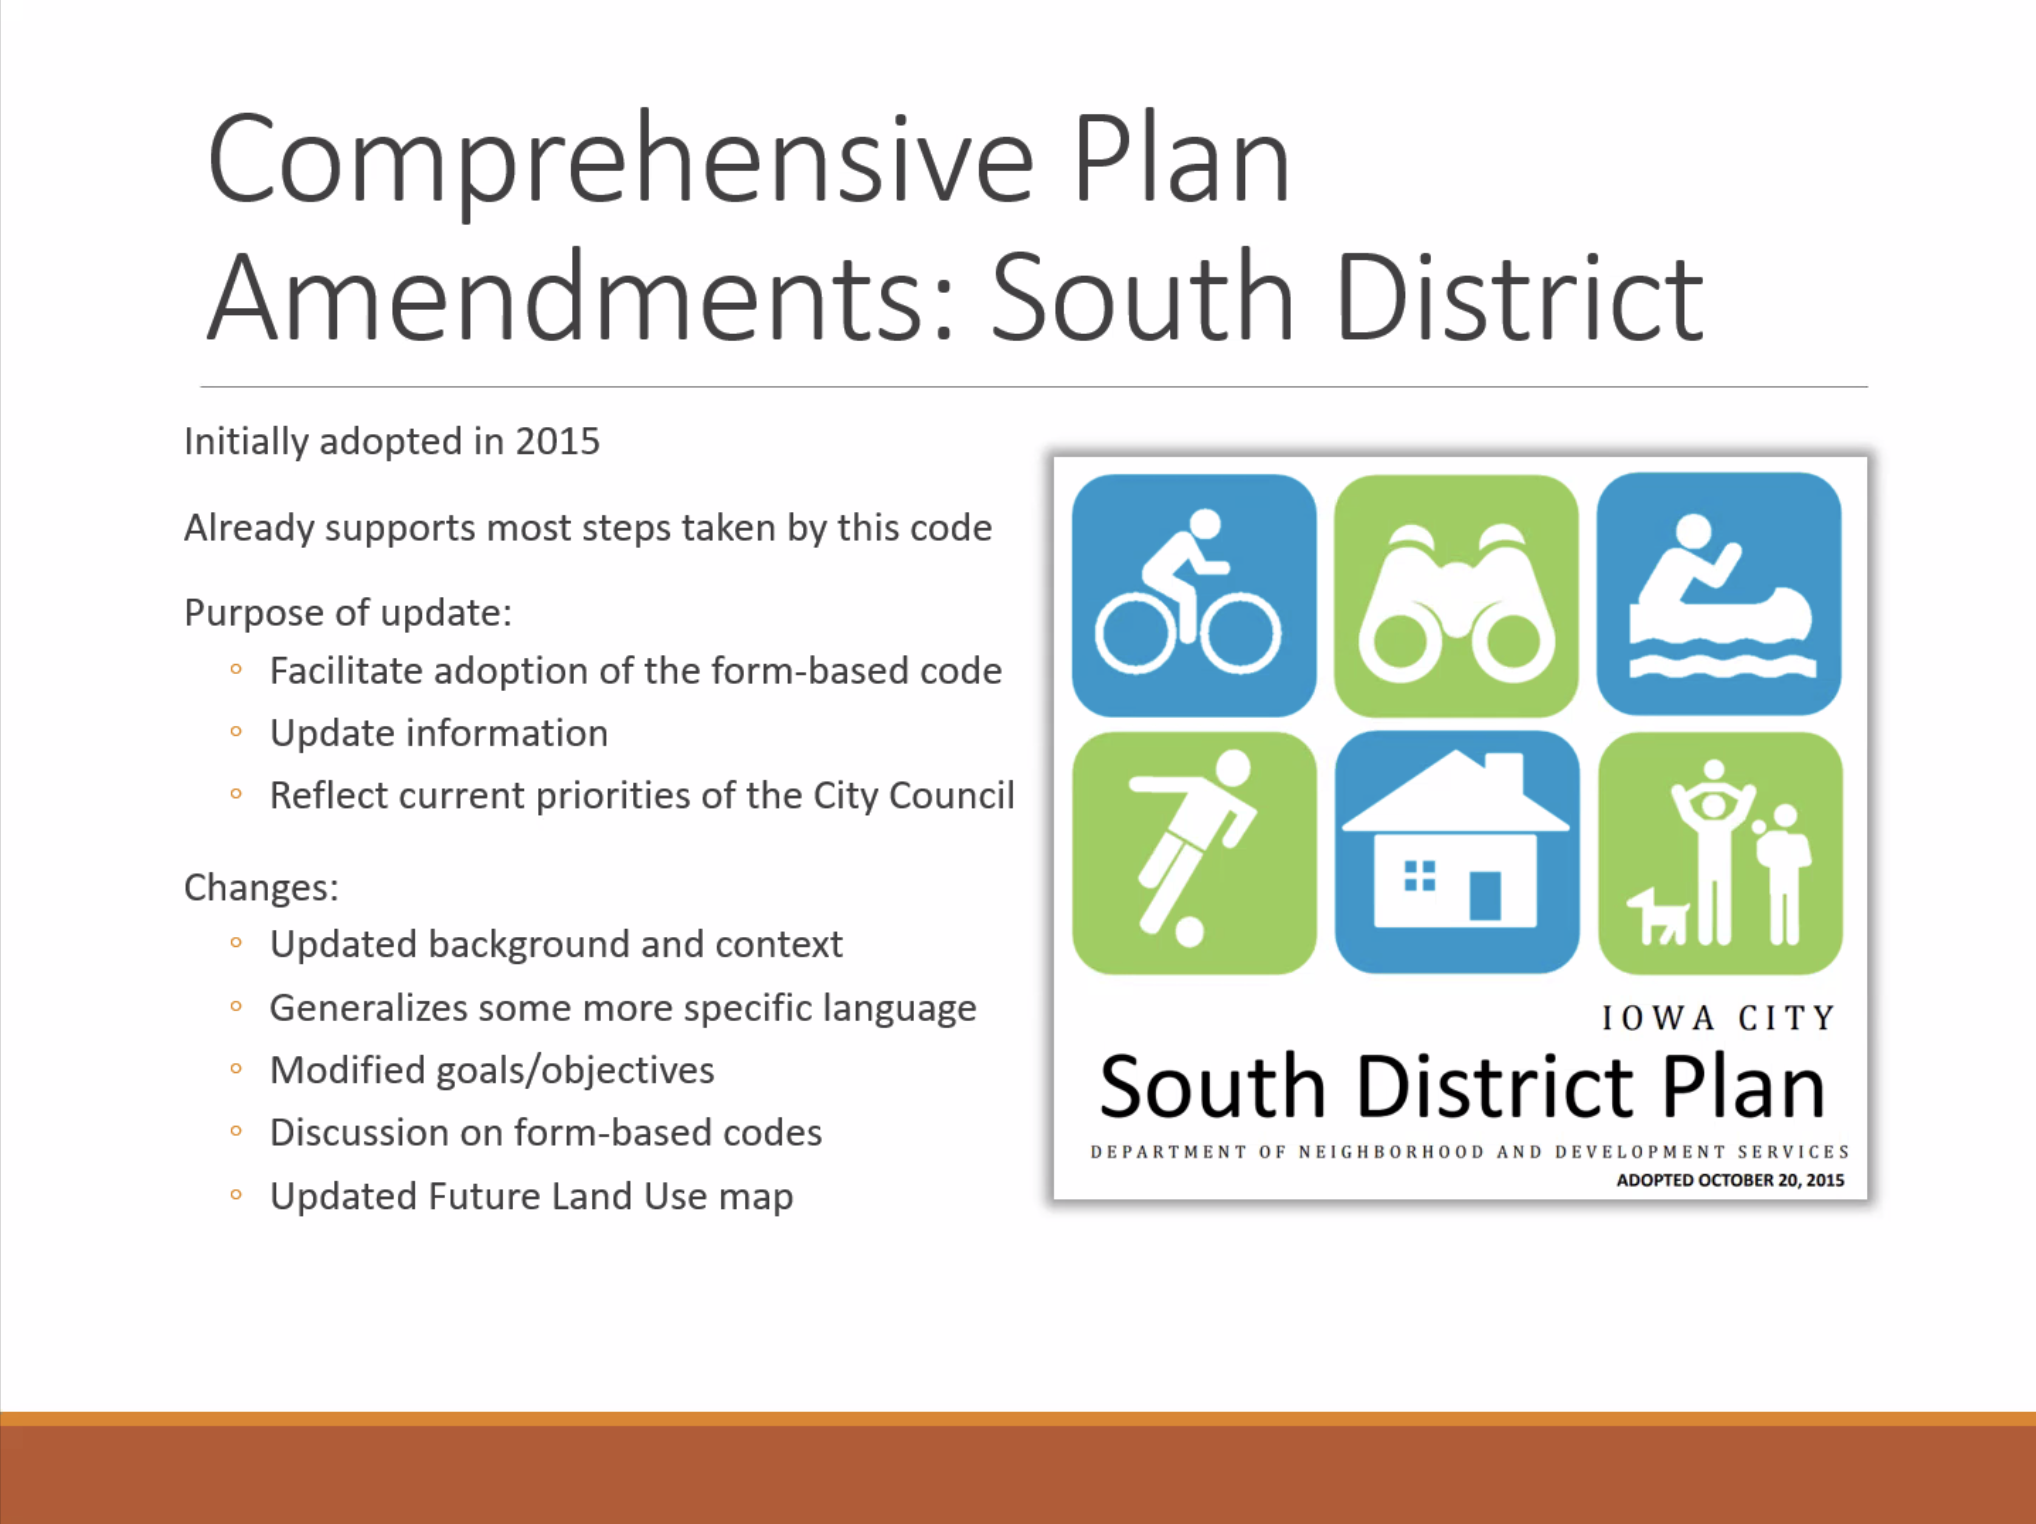 Comprehensive Plan
Amendments: South District
Initially adopted in 2015
Already supports most steps taken by this code
Purpose of update:
◦ Facilitate adoption of the form-based code
◦ Update information
◦ Reflect current priorities of the City Council
Changes:
◦ Updated background and context
◦ Generalizes some more specific language
◦ Modified goals/objectives
◦ Discussion on form-based codes
◦ Updated Future Land Use map
IOWA CITY
South District Plan
DEPARTMENT OF NEIGHBORHOOD AND DEVELOPMENT SERVICES
ADOPTED OCTOBER 20, 2015